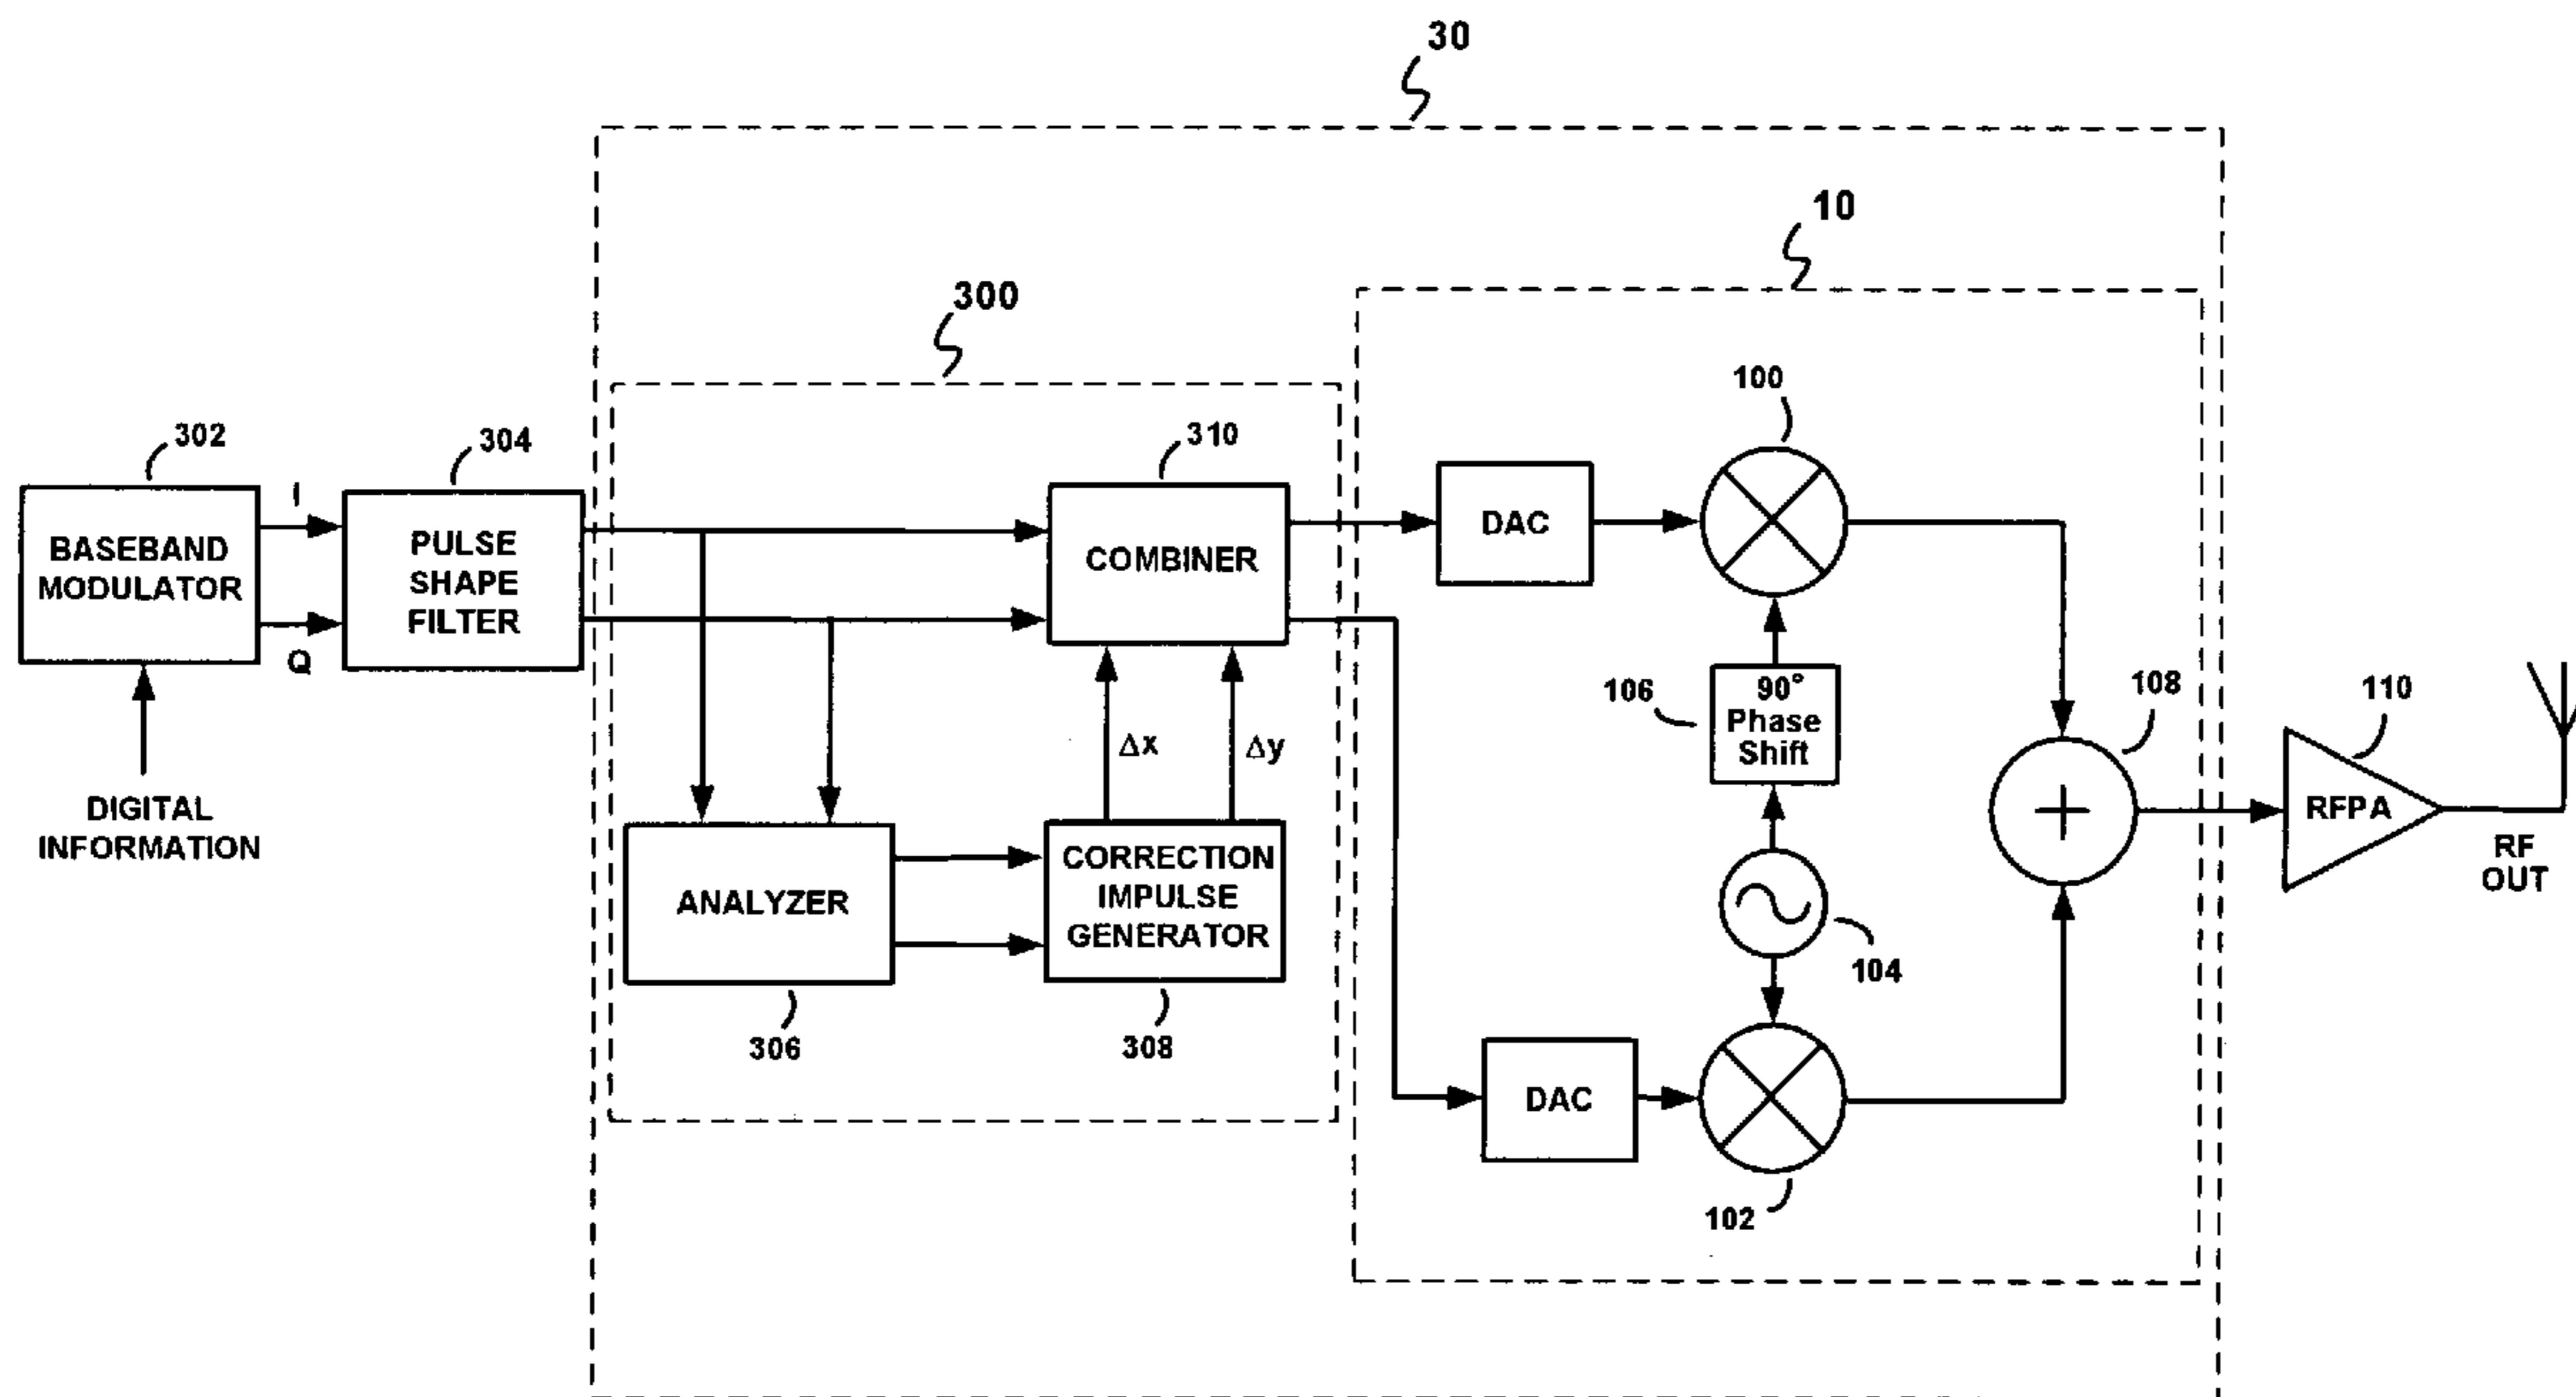 30
10
300
302
I
Q
BASEBAND
MODULATOR
DIGITAL
INFORMATION
304
PULSE
SHAPE
FILTER
310
COMBINER
Δx
Δy
ANALYZER
306
CORRECTION
IMPULSE
GENERATOR
308
DAC
100
106
90°
Phase
Shift
104
DAC
102
108
110
RFPA
RF
OUT